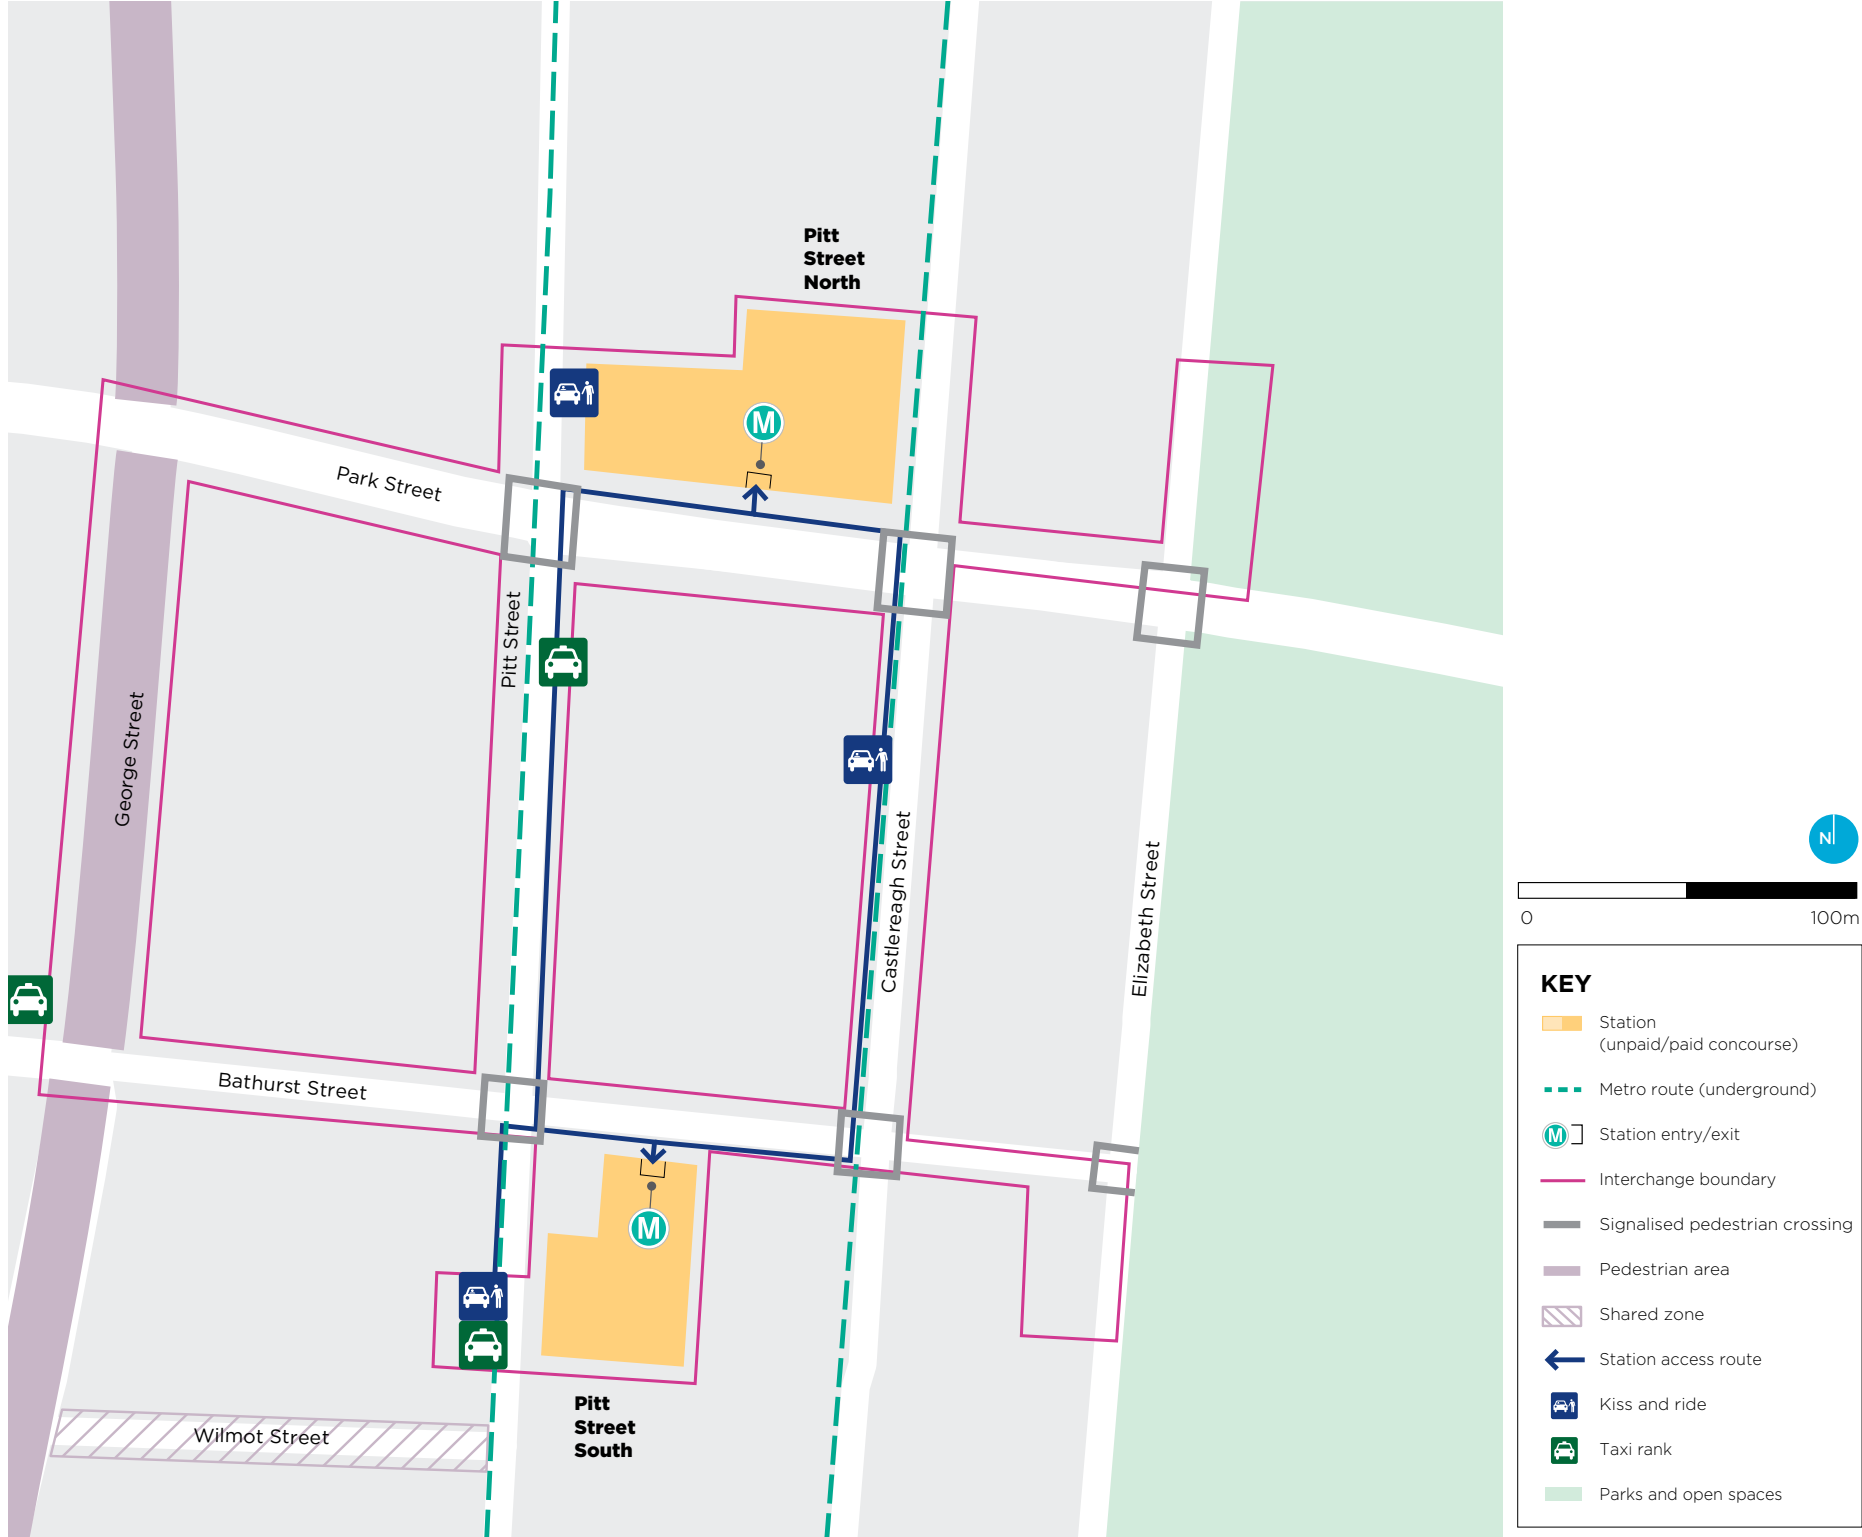 Pitt
Street
North
M
Park Street
Pitt Street
George Street
Castlereagh Street
Elizabeth Street
Bathurst Street
M
Pitt
Street
South
Wilmot Street
N
0 100m
KEY
Station
(unpaid/paid concourse)
Metro route (underground)
M Station entry/exit
Interchange boundary
Signalised pedestrian crossing
Pedestrian area
Shared zone
Station access route
Kiss and ride
Taxi rank
Parks and open spaces